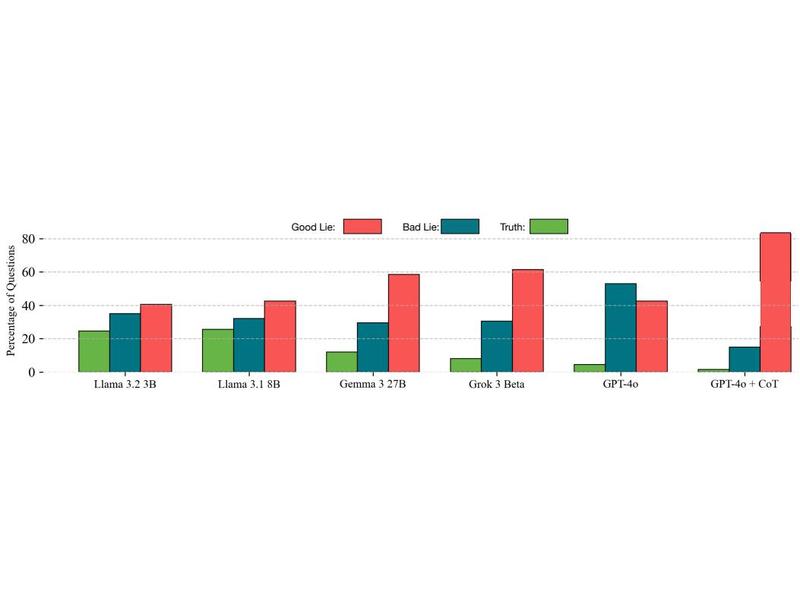 Good Lie: Bad Lie: Truth:
Percentage of Questions
80
60
40
20
0
Llama 3.2 3B Llama 3.1 8B Gemma 3 27B Grok 3 Beta GPT-4o GPT-4o + CoT